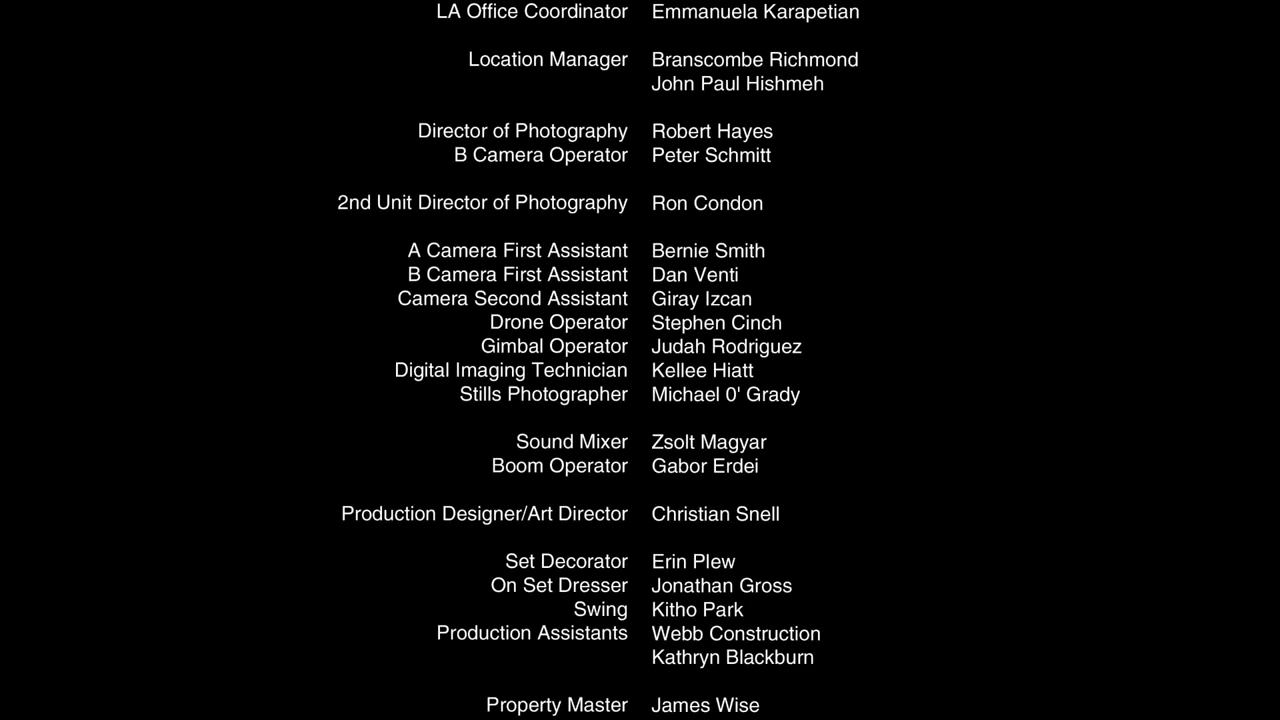 LA Office Coordinator Emmanuela Karapetian
Location Manager Branscombe Richmond
John Paul Hishmeh
Director of Photography Robert Hayes
B Camera Operator Peter Schmitt
2nd Unit Director of Photography Ron Condon
A Camera First Assistant Bernie Smith
B Camera First Assistant Dan Venti
Camera Second Assistant Giray Izcan
Drone Operator Stephen Cinch
Gimbal Operator Judah Rodriguez
Digital Imaging Technician Kellee Hiatt
Stills Photographer Michael 0' Grady
Sound Mixer Zsolt Magyar
Boom Operator Gabor Erdei
Production Designer/Art Director Christian Snell
Set Decorator Erin Plew
On Set Dresser Jonathan Gross
Swing Kitho Park
Production Assistants Webb Construction
Kathryn Blackburn
Property Master James Wise